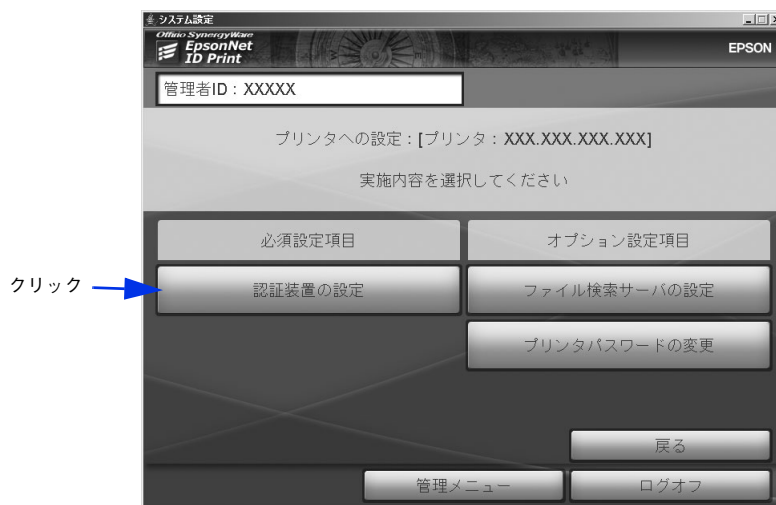 システム設定
Offirio SynergyWare
EpsonNet
ID Print
EPSON
管理者ID：XXXXX
プリンタへの設定：[プリンタ：XXX.XXX.XXX.XXX]
実施内容を選択してください
必須設定項目
オプション設定項目
クリック
認証装置の設定
ファイル検索サーバの設定
プリンタパスワードの変更
戻る
管理メニュー
ログオフ